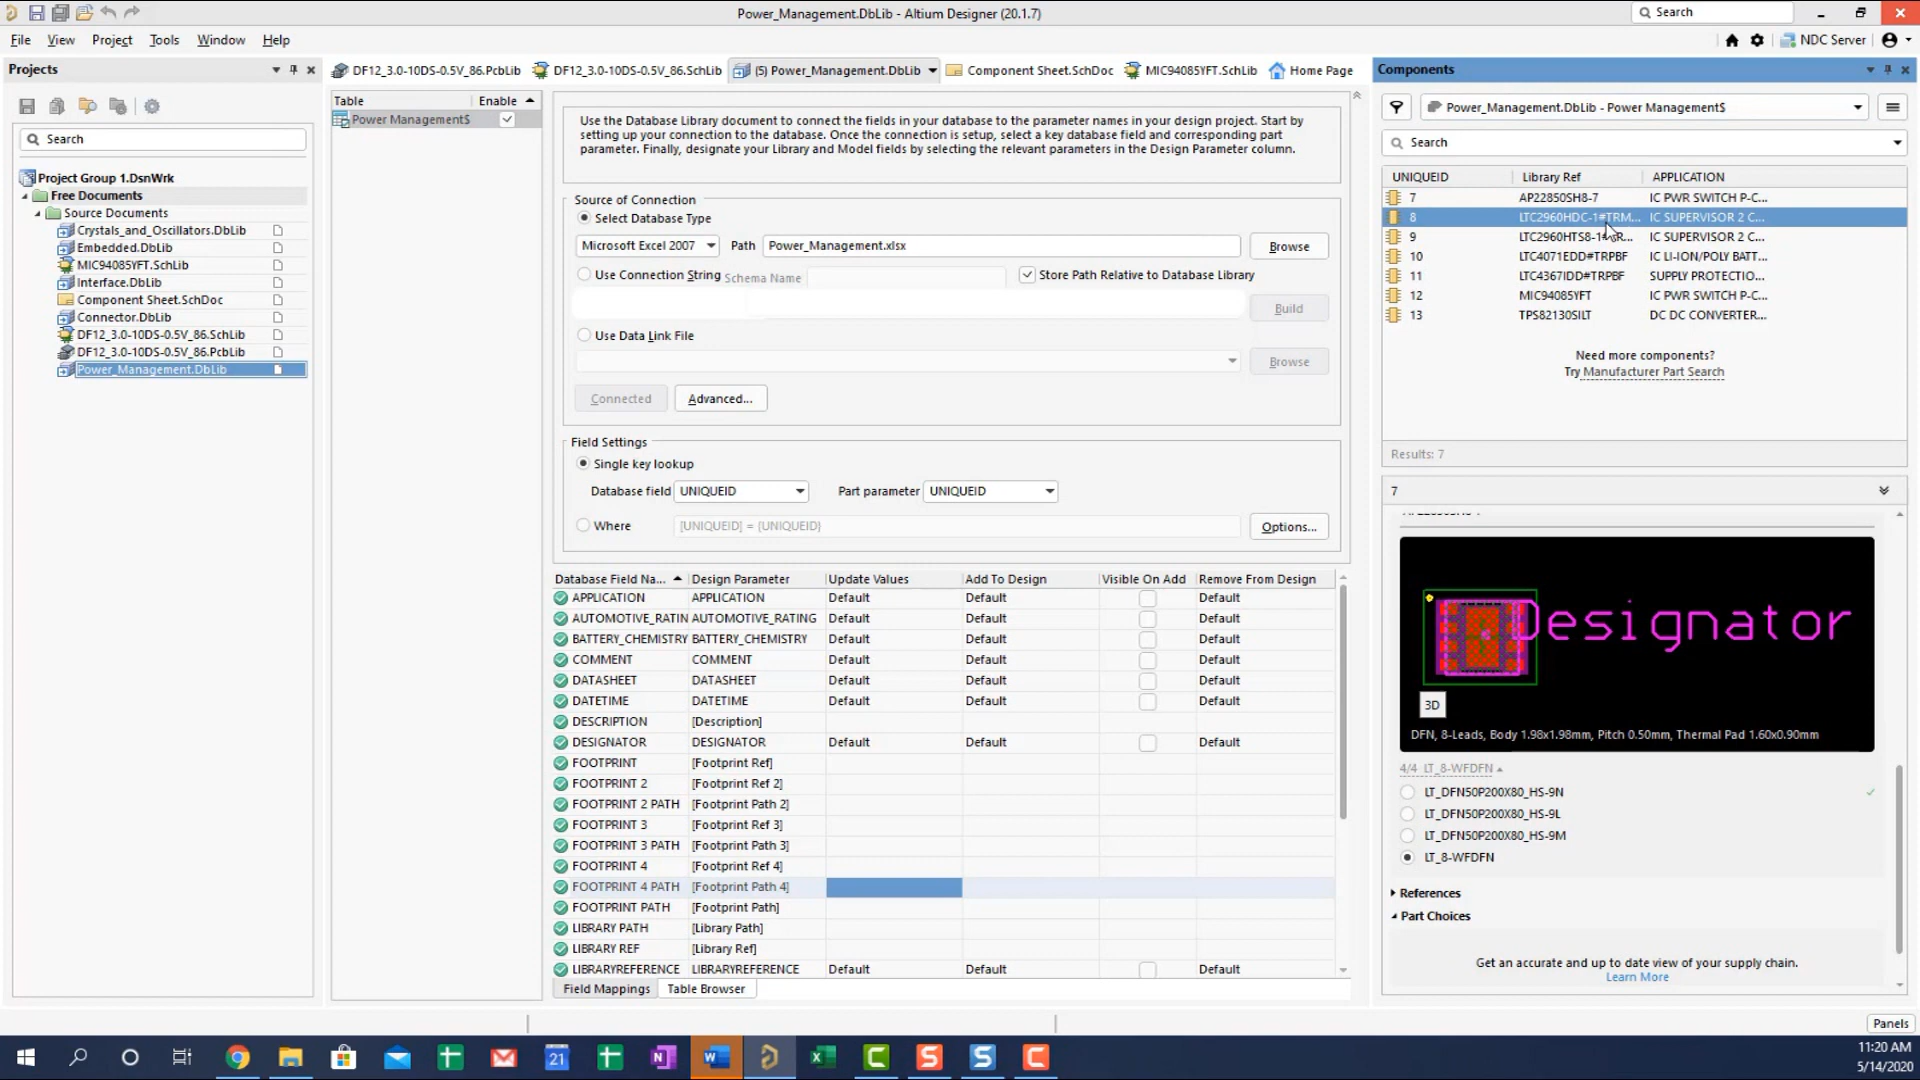 Power_Management.DbLib - Altium Designer (20.1.7)
Search
File View Project Tools Window Help
NDC Server
Projects
Search
Project Group 1.DsnWrk
Free Documents
Source Documents
Crystals_and_Oscillators.DbLib
Embedded.DbLib
MIC94085YFT.SchLib
Interface.DbLib
Component Sheet.SchDoc
Connector.DbLib
DF12_3.0-10DS-0.5V_86.SchLib
DF12_3.0-10DS-0.5V_86.PcbLib
Power_Management.DbLib
DF12_3.0-10DS-0.5V_86.PcbLib DF12_3.0-10DS-0.5V_86.SchLib (5) Power_Management.DbLib Component Sheet.SchDoc MIC94085YFT.SchLib Home Page
Table Enable
Power Management$
Use the Database Library document to connect the fields in your database to the parameter names in your design project. Start by
setting up your connection to the database. Once the connection is setup, select a key database field and corresponding part
parameter. Finally, designate your Library and Model fields by selecting the relevant parameters in the Design Parameter column.
Source of Connection
Select Database Type
Microsoft Excel 2007 Path Power_Management.xlsx Browse
Use Connection String Schema Name Store Path Relative to Database Library
Build
Use Data Link File
Browse
Connected Advanced...
Field Settings
Single key lookup
Database field UNIQUEID Part parameter UNIQUEID
Where [UNIQUEID] = {UNIQUEID} Options...
Database Field Na... Design Parameter Update Values Add To Design Visible On Add Remove From Design
APPLICATION APPLICATION Default Default Default
AUTOMOTIVE_RATIN AUTOMOTIVE_RATING Default Default Default
BATTERY_CHEMISTRY BATTERY_CHEMISTRY Default Default Default
COMMENT COMMENT Default Default Default
DATASHEET DATASHEET Default Default Default
DATETIME DATETIME Default Default Default
DESCRIPTION [Description]
DESIGNATOR DESIGNATOR Default Default Default
FOOTPRINT [Footprint Ref]
FOOTPRINT 2 [Footprint Ref 2]
FOOTPRINT 2 PATH [Footprint Path 2]
FOOTPRINT 3 [Footprint Ref 3]
FOOTPRINT 3 PATH [Footprint Path 3]
FOOTPRINT 4 [Footprint Ref 4]
FOOTPRINT 4 PATH [Footprint Path 4]
FOOTPRINT PATH [Footprint Path]
LIBRARY PATH [Library Path]
LIBRARY REF [Library Ref]
LIBRARYREFERENCE LIBRARYREFERENCE Default Default Default
Field Mappings Table Browser
Components
Power_Management.DbLib - Power Management$
Search
UNIQUEID Library Ref APPLICATION
7 AP22850SH8-7 IC PWR SWITCH P-C...
8 LTC2960HDC-1#TRM... IC SUPERVISOR 2 C...
9 LTC2960HTS8-1#TR... IC SUPERVISOR 2 C...
10 LTC4071EDD#TRPBF IC LI-ION/POLY BATT...
11 LTC4367IDD#TRPBF SUPPLY PROTECTIO...
12 MIC94085YFT IC PWR SWITCH P-C...
13 TPS82130SILT DC DC CONVERTER...
Need more components?
Try Manufacturer Part Search
Results: 7
7
Designator
3D
DFN, 8-Leads, Body 1.98x1.98mm, Pitch 0.50mm, Thermal Pad 1.60x0.90mm
4/4 LT_8-WFDFN
LT_DFN50P200X80_HS-9N
LT_DFN50P200X80_HS-9L
LT_DFN50P200X80_HS-9M
LT_8-WFDFN
References
Part Choices
Get an accurate and up to date view of your supply chain.
Learn More
Panels
11:20 AM
5/14/2020